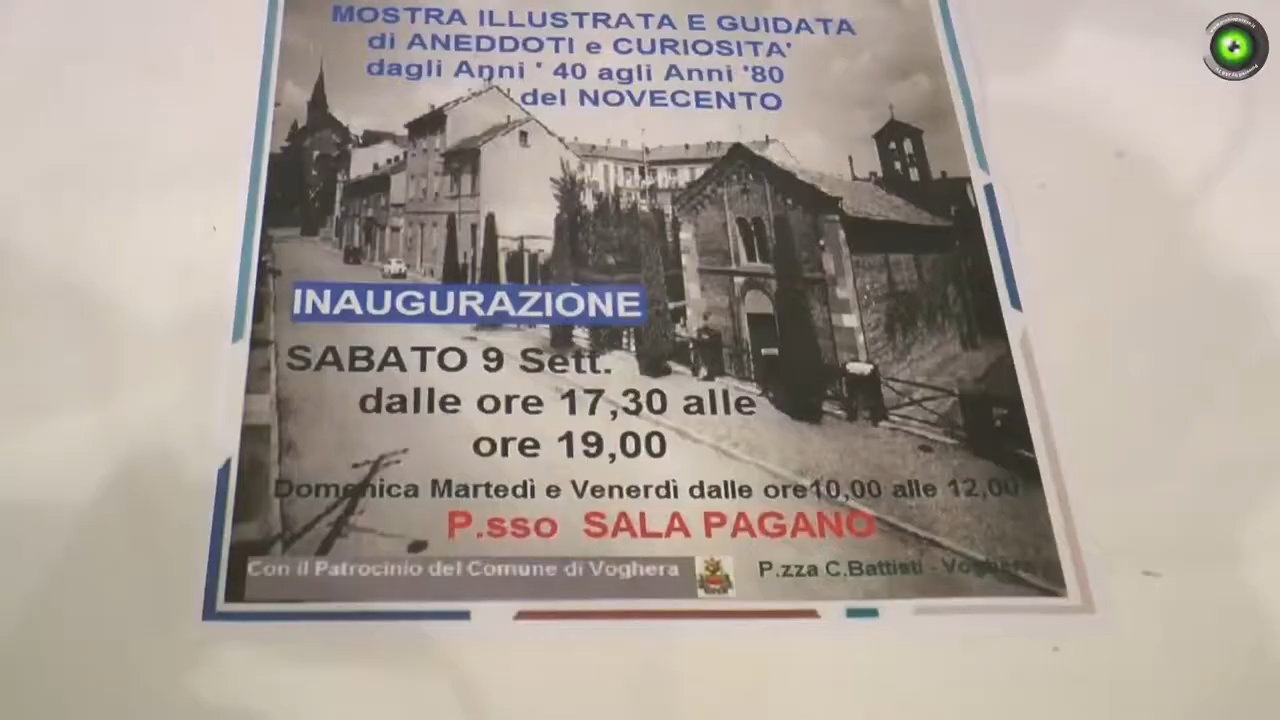 MOSTRA ILLUSTRATA E GUIDATA
di ANEDDOTI e CURIOSITA'
dagli Anni ' 40 agli Anni '80
del NOVECENTO
INAUGURAZIONE
SABATO 9 Sett.
dalle ore 17,30 alle
ore 19,00
Domenica Martedì e Venerdì dalle ore10,00 alle 12,00
P.sso SALA PAGANO
Con il Patrocinio del Comune di Voghera
P.zza C.Battisti - Voghera